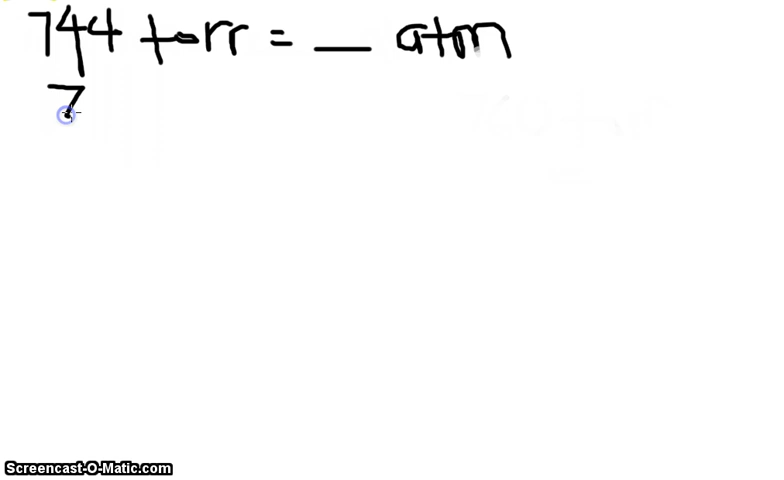 744 torr = __ atm
7
Screencast-O-Matic.com